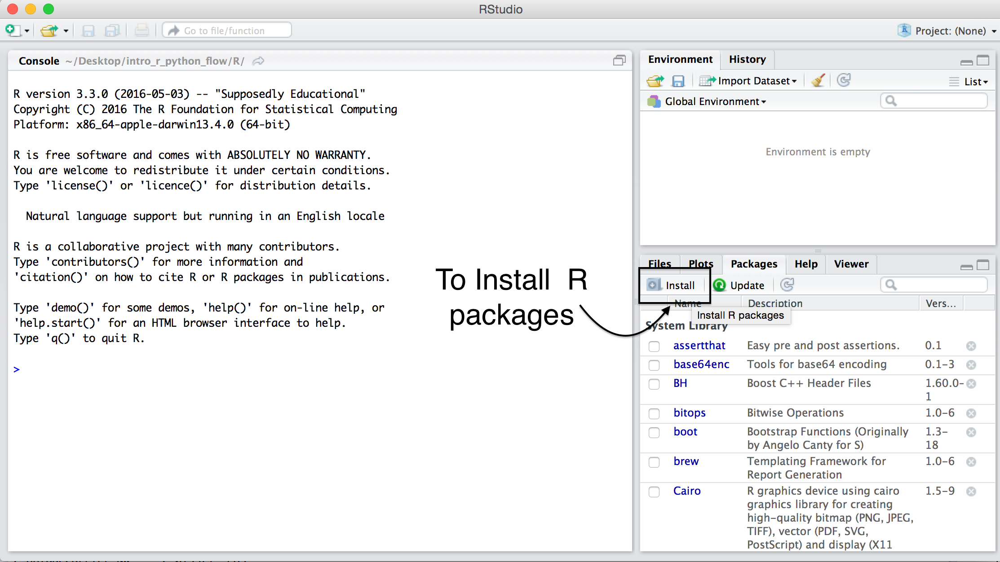 RStudio
Go to file/function
Project: (None)
Console ~/Desktop/intro_r_python_flow/R/
R version 3.3.0 (2016-05-03) -- "Supposedly Educational"
Copyright (C) 2016 The R Foundation for Statistical Computing
Platform: x86_64-apple-darwin13.4.0 (64-bit)
R is free software and comes with ABSOLUTELY NO WARRANTY.
You are welcome to redistribute it under certain conditions.
Type 'license()' or 'licence()' for distribution details.
Natural language support but running in an English locale
R is a collaborative project with many contributors.
Type 'contributors()' for more information and
'citation()' on how to cite R or R packages in publications.
Type 'demo()' for some demos, 'help()' for on-line help, or
'help.start()' for an HTML browser interface to help.
Type 'q()' to quit R.
>
To Install R
packages
Environment History
Import Dataset List
Global Environment
Environment is empty
Files Plots Packages Help Viewer
Install Update
Name Description Vers...
Install R packages
System Library
assertthat Easy pre and post assertions. 0.1
base64enc Tools for base64 encoding 0.1-3
BH Boost C++ Header Files 1.60.0-
1
bitops Bitwise Operations 1.0-6
boot Bootstrap Functions (Originally 1.3-
by Angelo Canty for S) 18
brew Templating Framework for 1.0-6
Report Generation
Cairo R graphics device using cairo 1.5-9
graphics library for creating
high-quality bitmap (PNG, JPEG,
TIFF), vector (PDF, SVG,
PostScript) and display (X11